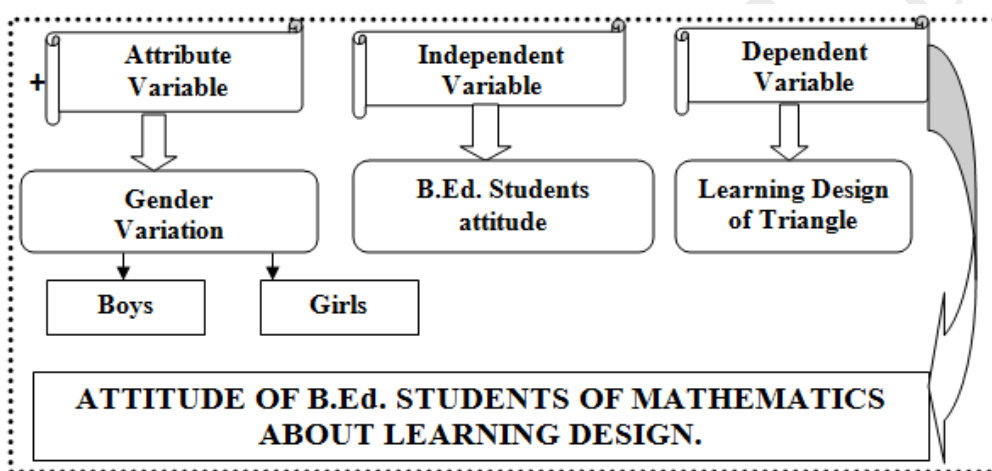 +
Attribute
Variable
Independent
Variable
Dependent
Variable
Gender
Variation
B.Ed. Students
attitude
Learning Design
of Triangle
Boys
Girls
ATTITUDE OF B.Ed. STUDENTS OF MATHEMATICS
ABOUT LEARNING DESIGN.